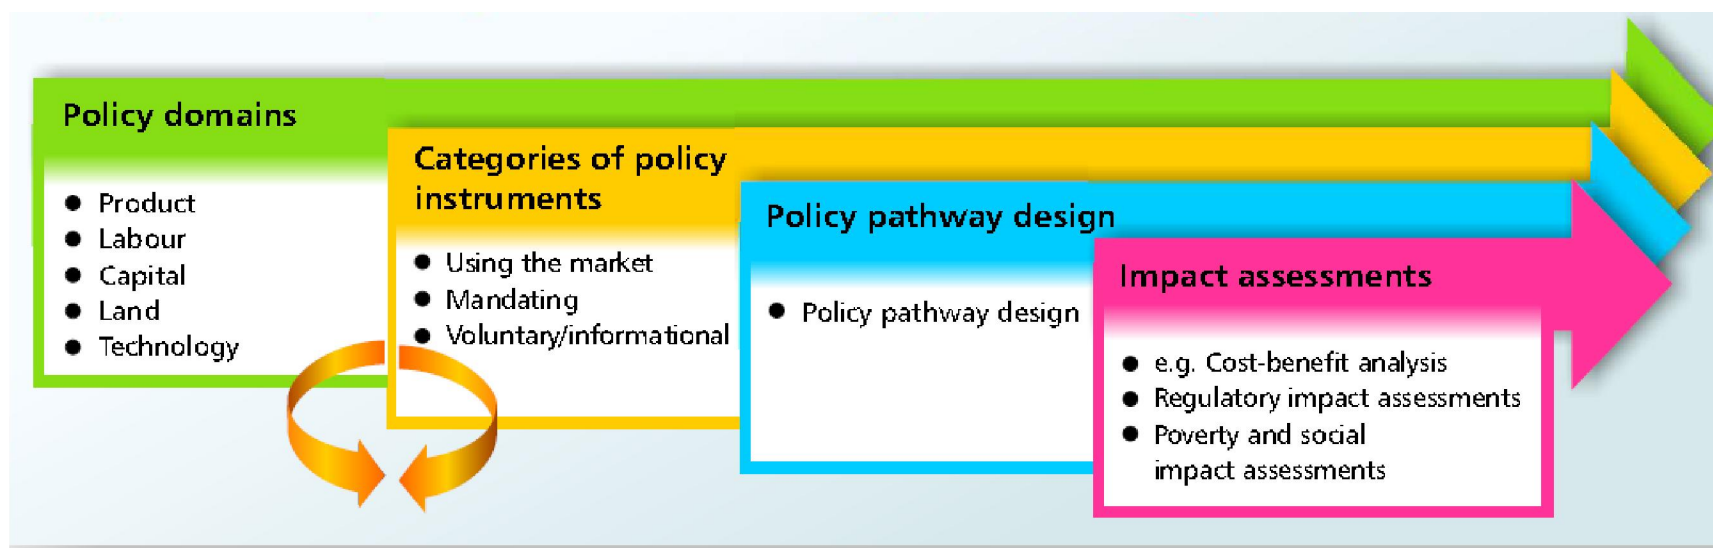 Policy domains
Product
Labour
Capital
Land
Technology
Categories of policy
instruments
Using the market
Mandating
Voluntary/informational
Policy pathway design
Policy pathway design
Impact assessments
e.g. Cost-benefit analysis
Regulatory impact assessments
Poverty and social
impact assessments